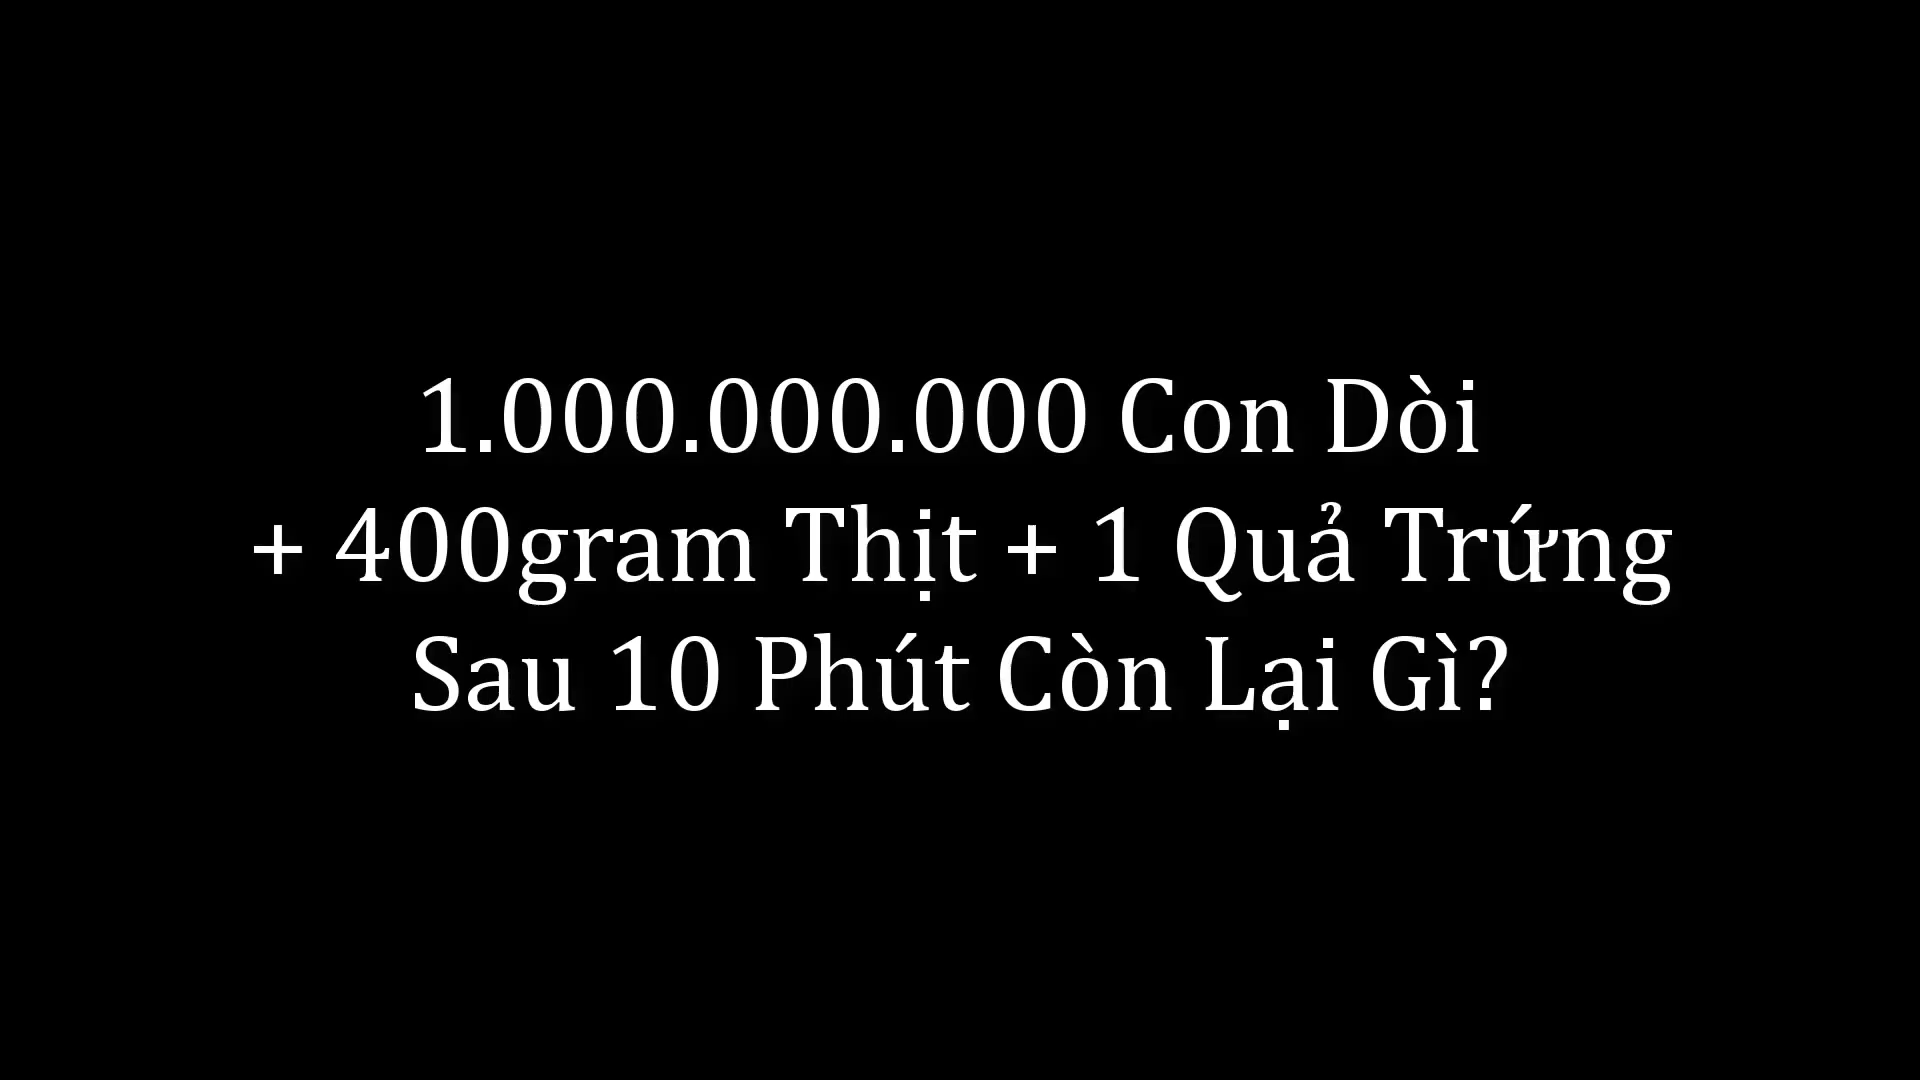 1.000.000.000 Con Dòi
+ 400gram Thịt + 1 Quả Trứng
Sau 10 Phút Còn Lại Gì?